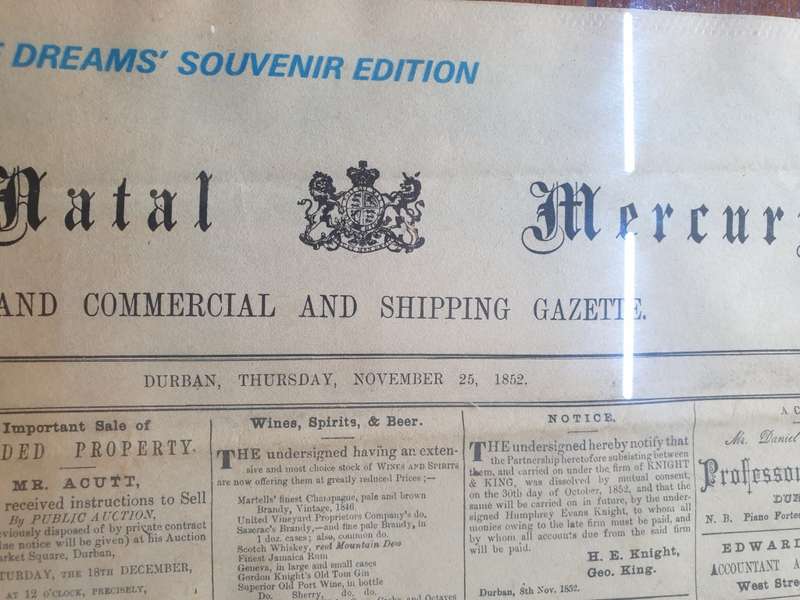 DREAMS' SOUVENIR EDITION
Natal Mercury
AND COMMERCIAL AND SHIPPING GAZETTE.
DURBAN, THURSDAY, NOVEMBER 25, 1852.
Important Sale of
DED PROPERTY.
MR. ACUTT,
received instructions to Sell
By PUBLIC AUCTION,
viously disposed of by private contract
notice will be given) at his Auction
arket Square, Durban,
TURDAY, THE 18TH DECEMBER,
AT 12 O'CLOCK, PRECISELY,
Wines, Spirits, & Beer.
THE undersigned having an exten-
sive and most choice stock of WINES AND SPIRITS
are now offering them at greatly reduced Prices ;—
Martells' finest Champagne, pale and brown
Brandy, Vintage, 1846
United Vineyard Proprietors Company's do.
Sazerac's Brandy,—and fine pale Brandy, in
1 doz. cases; also, common do.
Scotch Whiskey, real Mountain Dew
Finest Jamaica Rum
Geneva, in large and small cases
Gordon Knight's Old Tom Gin
Superior Old Port Wine, in bottle
Do. Sherry, do. do.
and Octaves
NOTICE.
THE undersigned hereby notify that
the Partnership heretofore subsisting between
them, and carried on under the firm of KNIGHT
& KING, was dissolved by mutual consent,
on the 30th day of October, 1852, and that the
same will be carried on in future, by the under-
signed Humphrey Evans Knight, to whom all
monies owing to the late firm must be paid, and
by whom all accounts due from the said firm
will be paid.
H. E. Knight,
Geo. King.
Durban, 8th Nov. 1852.
A C
Mr. Daniel
Professo
DU
N. B. Piano Forte
EDWARD
ACCOUNTANT A
West Stre